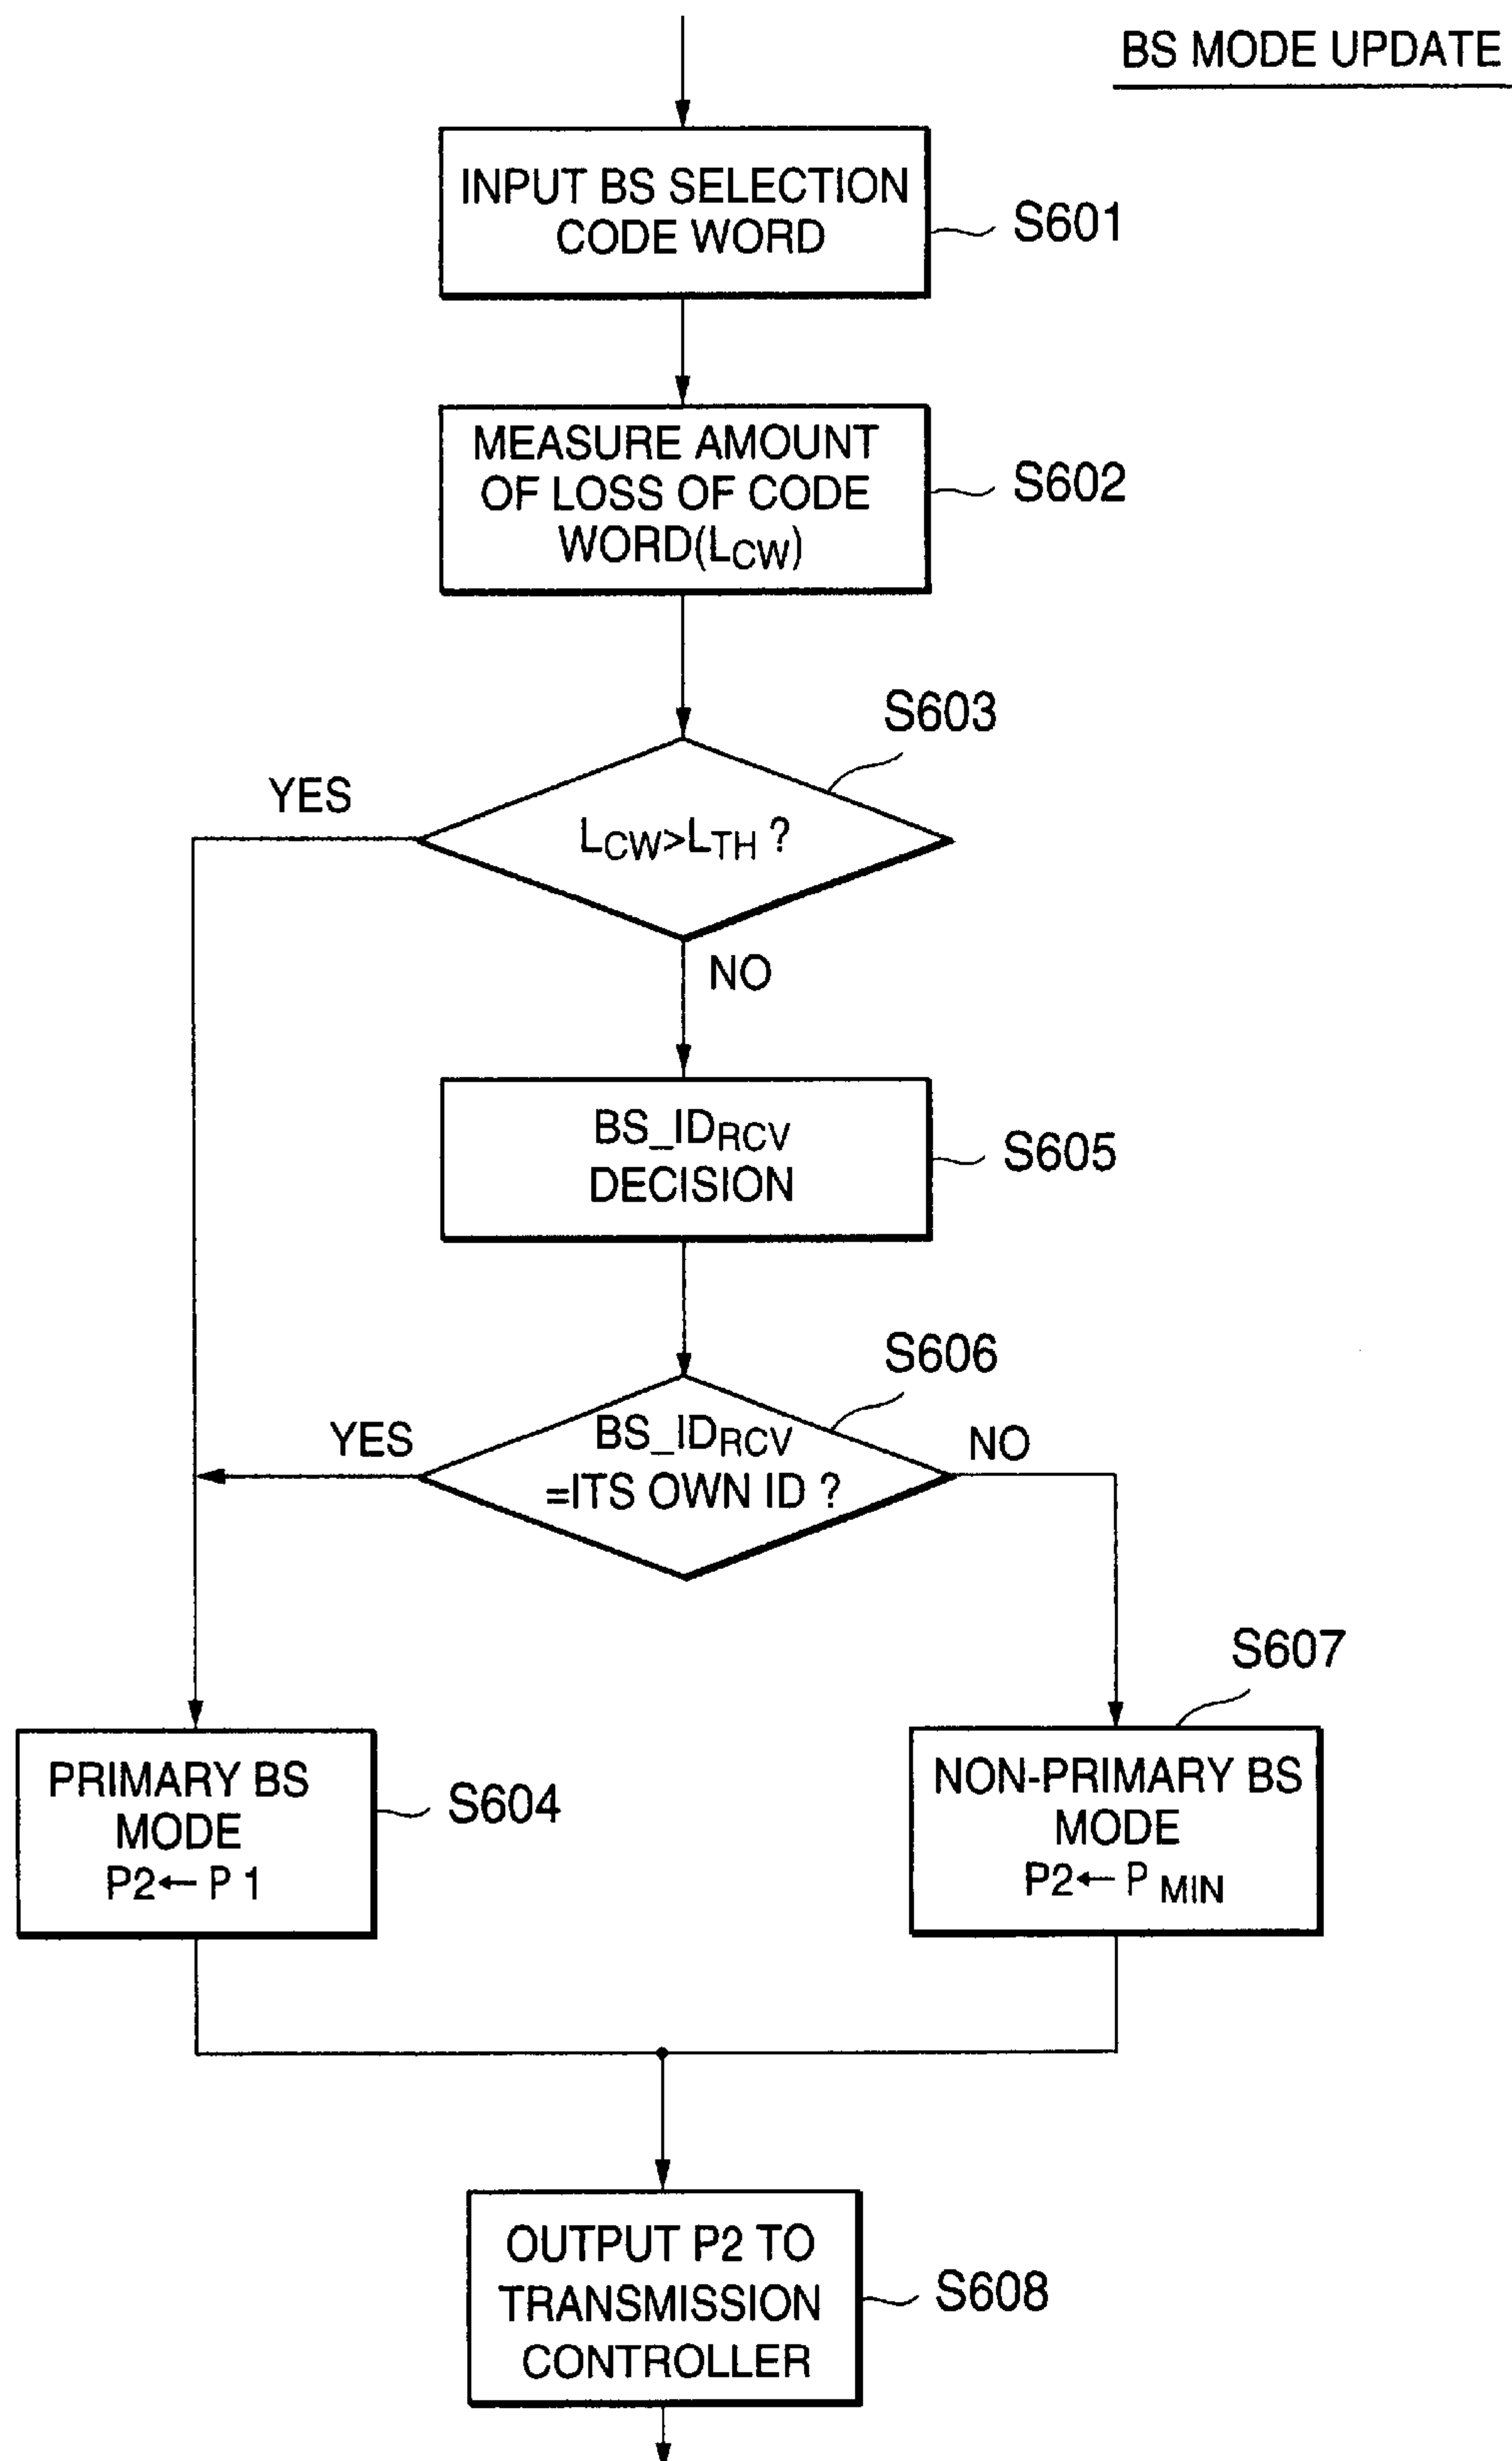 BS MODE UPDATE
INPUT BS SELECTION
CODE WORD
S601
MEASURE AMOUNT
OF LOSS OF CODE
WORD(LCW)
S602
S603
YES
LCW>LTH ?
NO
BS_IDRCV
DECISION
S605
S606
YES
BS_IDRCV
=ITS OWN ID ?
NO
S607
PRIMARY BS
MODE
P2← P 1
S604
NON-PRIMARY BS
MODE
P2← P MIN
OUTPUT P2 TO
TRANSMISSION
CONTROLLER
S608